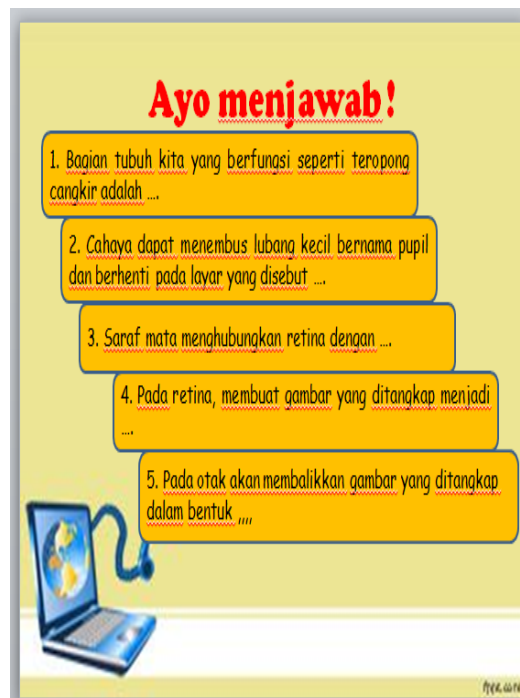 Ayo menjawab!
1. Bagian tubuh kita yang berfungsi seperti teropong
cangkir adalah ....
2. Cahaya dapat menembus lubang kecil bernama pupil
dan berhenti pada layar yang disebut ....
3. Saraf mata menghubungkan retina dengan ....
4. Pada retina, membuat gambar yang ditangkap menjadi
....
5. Pada otak akan membalikkan gambar yang ditangkap
dalam bentuk ,,,,